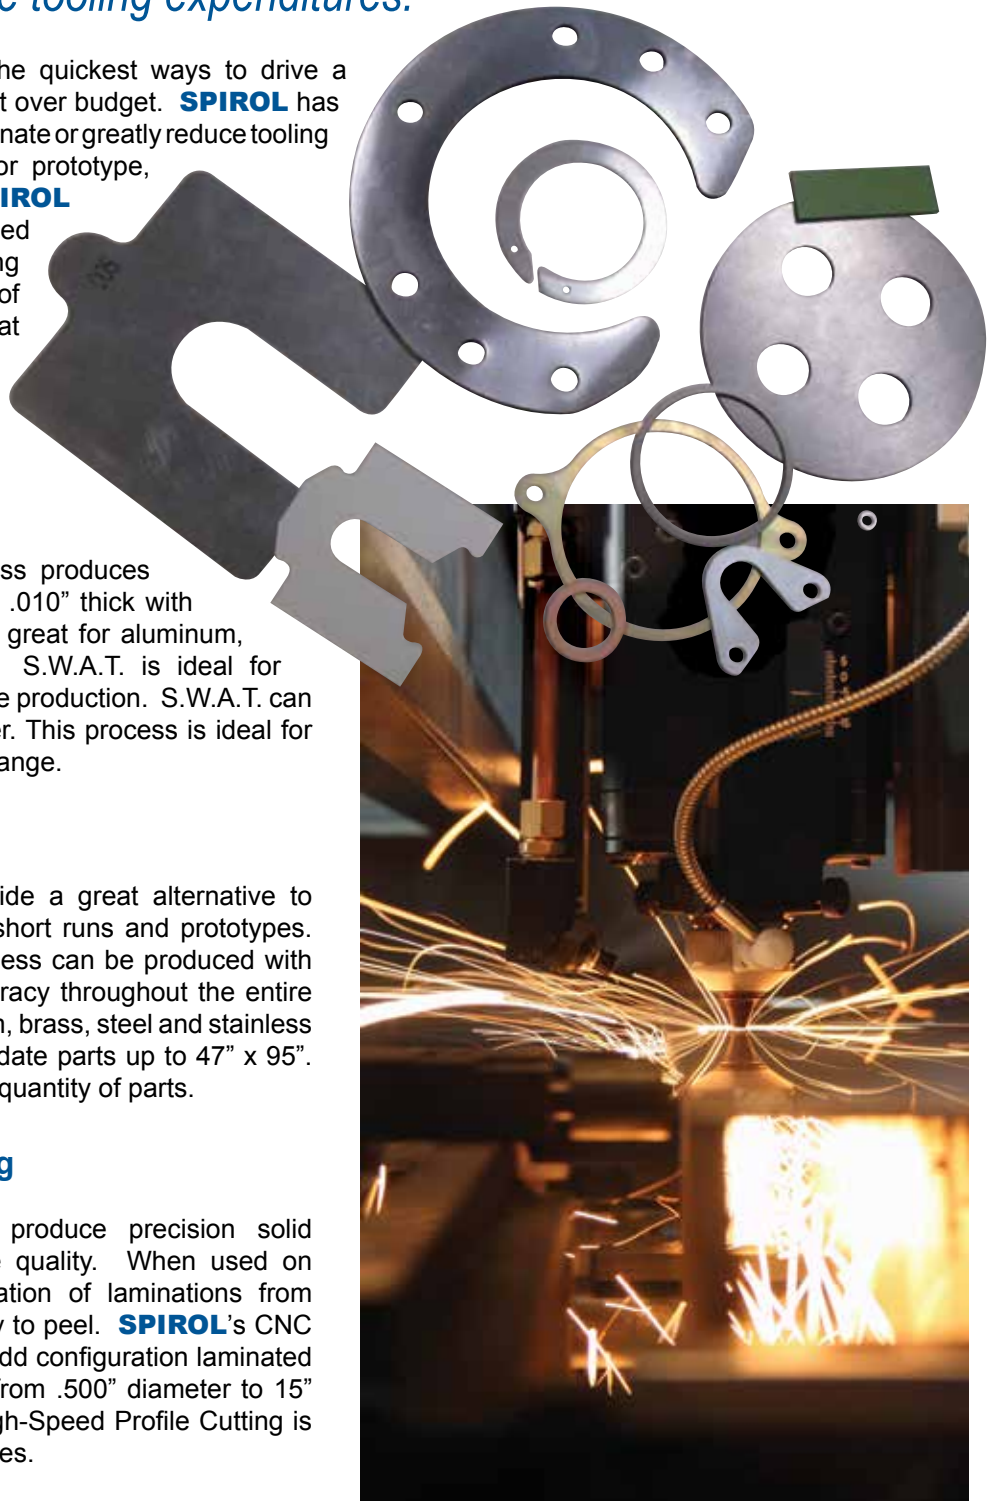 e tooling expenditures.
he quickest ways to drive a
t over budget. SPIROL has
nate or greatly reduce tooling
or prototype,
IROL
ed
ng
of
at
ss produces
.010” thick with
great for aluminum,
S.W.A.T. is ideal for
e production. S.W.A.T. can
er. This process is ideal for
ange.
ide a great alternative to
short runs and prototypes.
ess can be produced with
racy throughout the entire
n, brass, steel and stainless
date parts up to 47” x 95”.
quantity of parts.
g
produce precision solid
e quality. When used on
ation of laminations from
y to peel. SPIROL’s CNC
dd configuration laminated
from .500” diameter to 15”
gh-Speed Profile Cutting is
es.